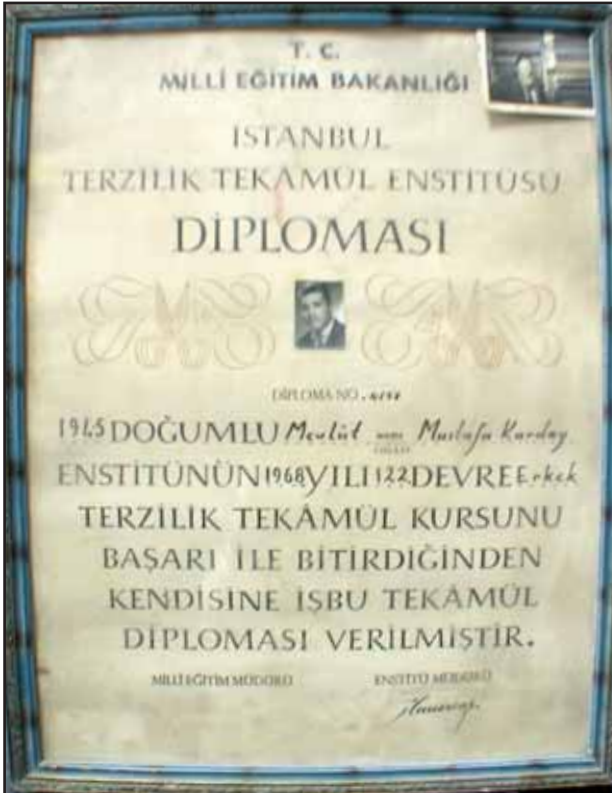 T. C.
MİLLİ EĞİTİM BAKANLIĞI
İSTANBUL
TERZİLİK TEKÂMÜL ENSTİTÜSÜ
DİPLOMASI
DİPLOMA NO.
1945 DOĞUMLU Mevlüt Mustafa Karday
ENSTİTÜNÜN 1968 YILI 122 DEVRE Erkek
TERZİLİK TEKÂMÜL KURSUNU
BAŞARI İLE BİTİRDİĞİNDEN
KENDİSİNE İŞBU TEKÂMÜL
DİPLOMASI VERİLMİŞTİR.
MİLLİ EĞİTİM MÜDÜRÜ ENSTİTÜ MÜDÜRÜ